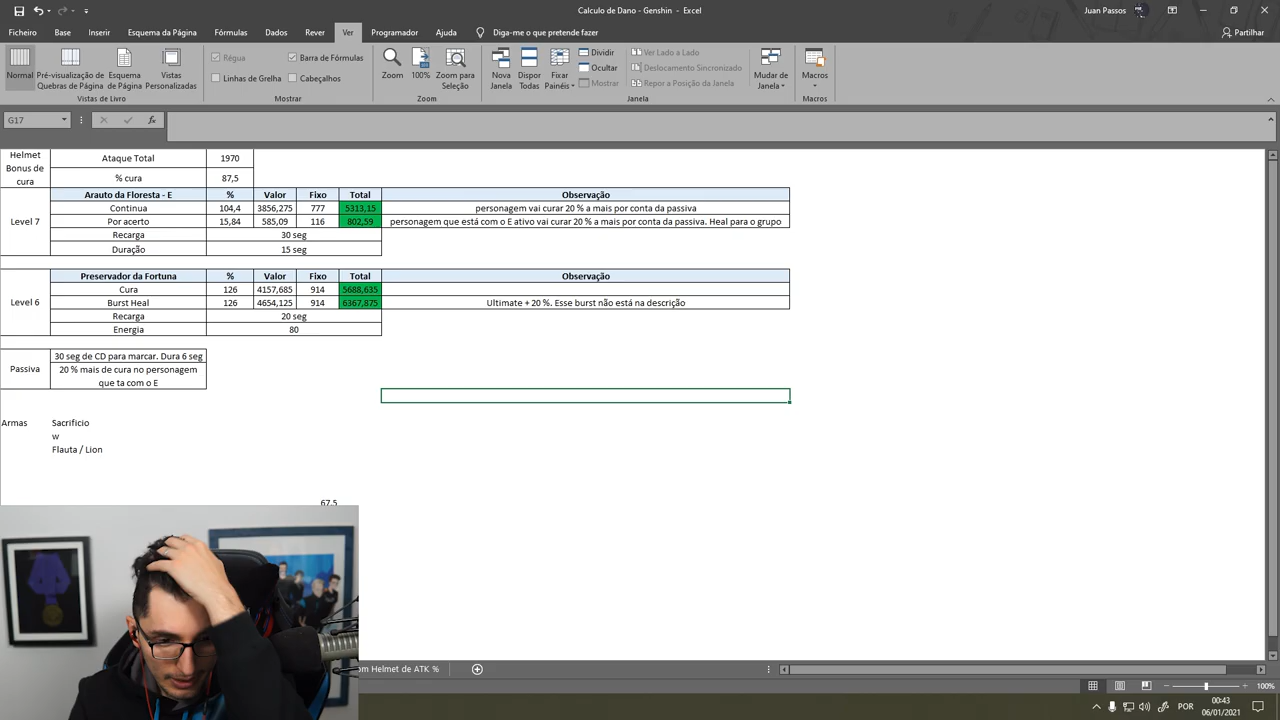 Calculo de Dano - Genshin - Excel
Juan Passos
Ficheiro Base Inserir Esquema da Página Fórmulas Dados Rever Ver Programador Ajuda Diga-me o que pretende fazer Partilhar
Normal
Pré-visualização de Quebras de Página
Esquema de Página
Vistas Personalizadas
Vistas de Livro
Régua
Barra de Fórmulas
Linhas de Grelha
Cabeçalhos
Mostrar
Zoom
100%
Zoom para Seleção
Zoom
Nova Janela
Dispor Todas
Fixar Painéis
Dividir
Ocultar
Mostrar
Ver Lado a Lado
Deslocamento Sincronizado
Repor a Posição da Janela
Mudar de Janela
Janela
Macros
Macros
G17
fx
Helmet Bonus de cura
Ataque Total 1970
% cura 87,5
Level 7
Arauto da Floresta - E % Valor Fixo Total Observação
Continua 104,4 3856,275 777 5313,15 personagem vai curar 20 % a mais por conta da passiva
Por acerto 15,84 585,09 116 802,59 personagem que está com o E ativo vai curar 20 % a mais por conta da passiva. Heal para o grupo
Recarga 30 seg
Duração 15 seg
Level 6
Preservador da Fortuna % Valor Fixo Total Observação
Cura 126 4157,685 914 5688,635
Burst Heal 126 4654,125 914 6367,875 Ultimate + 20 %. Esse burst não está na descrição
Recarga 20 seg
Energia 80
Passiva
30 seg de CD para marcar. Dura 6 seg
20 % mais de cura no personagem
que ta com o E
Armas Sacrificio
w
Flauta / Lion
67,5
om Helmet de ATK %
100%
POR
00:43
06/01/2021